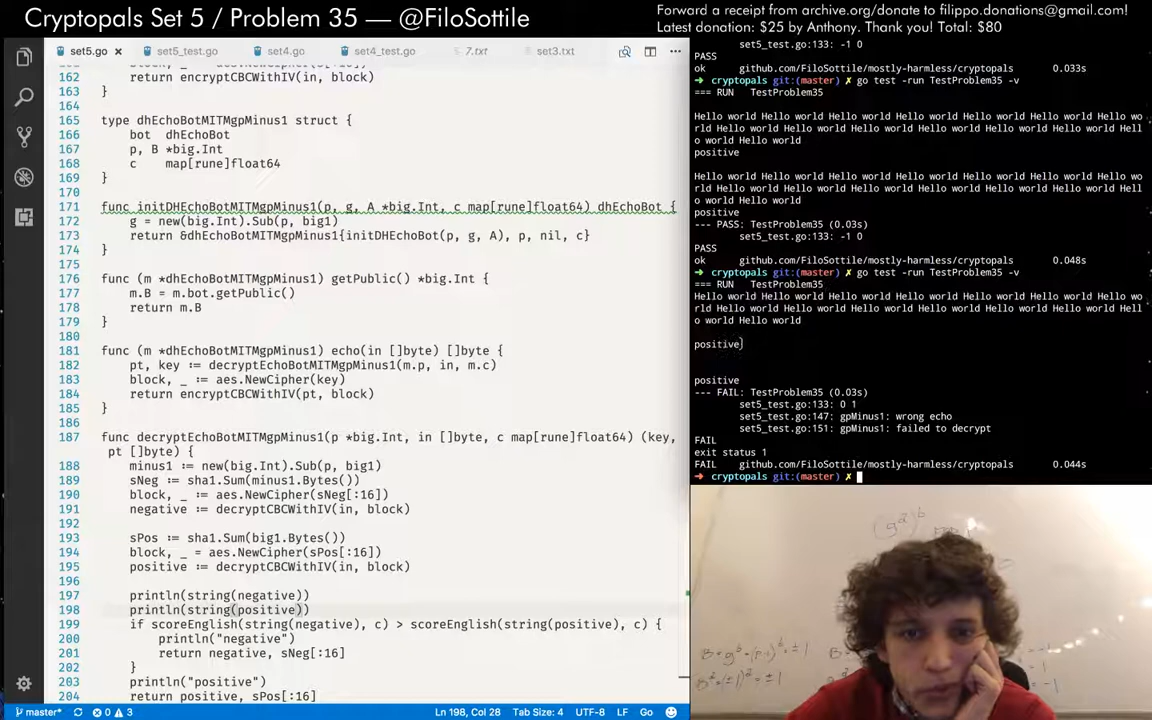 Cryptopals Set 5 / Problem 35 — @FiloSottile
Forward a receipt from archive.org/donate to filippo.donations@gmail.com!
Latest donation: $25 by Anthony. Thank you! Total: $80
set5.go
set5_test.go
set4.go
set4_test.go
7.txt
set3.txt
162 return encryptCBCWithIV(in, block)
163 }
164
165 type dhEchoBotMITMgpMinus1 struct {
166 bot dhEchoBot
167 p, B *big.Int
168 c map[rune]float64
169 }
170
171 func initDHEchoBotMITMgpMinus1(p, g, A *big.Int, c map[rune]float64) dhEchoBot {
172 g = new(big.Int).Sub(p, big1)
173 return &dhEchoBotMITMgpMinus1{initDHEchoBot(p, g, A), p, nil, c}
174 }
175
176 func (m *dhEchoBotMITMgpMinus1) getPublic() *big.Int {
177 m.B = m.bot.getPublic()
178 return m.B
179 }
180
181 func (m *dhEchoBotMITMgpMinus1) echo(in []byte) []byte {
182 pt, key := decryptEchoBotMITMgpMinus1(m.p, in, m.c)
183 block, _ := aes.NewCipher(key)
184 return encryptCBCWithIV(pt, block)
185 }
186
187 func decryptEchoBotMITMgpMinus1(p *big.Int, in []byte, c map[rune]float64) (key,
pt []byte) {
188 minus1 := new(big.Int).Sub(p, big1)
189 sNeg := sha1.Sum(minus1.Bytes())
190 block, _ := aes.NewCipher(sNeg[:16])
191 negative := decryptCBCWithIV(in, block)
192
193 sPos := sha1.Sum(big1.Bytes())
194 block, _ = aes.NewCipher(sPos[:16])
195 positive := decryptCBCWithIV(in, block)
196
197 println(string(negative))
198 println(string(positive))
199 if scoreEnglish(string(negative), c) > scoreEnglish(string(positive), c) {
200 println("negative")
201 return negative, sNeg[:16]
202 }
203 println("positive")
204 return positive, sPos[:16]
master*
0
3
Ln 198, Col 28
Tab Size: 4
UTF-8
LF
Go
set5_test.go:133: -1 0
PASS
ok github.com/FiloSottile/mostly-harmless/cryptopals 0.033s
➜ cryptopals git:(master) ✗ go test -run TestProblem35 -v
=== RUN TestProblem35
Hello world Hello world Hello world Hello world Hello world Hello world Hello wo
rld Hello world Hello world Hello world Hello world Hello world Hello world Hell
o world Hello world
positive
Hello world Hello world Hello world Hello world Hello world Hello world Hello wo
rld Hello world Hello world Hello world Hello world Hello world Hello world Hell
o world Hello world
positive
--- PASS: TestProblem35 (0.03s)
set5_test.go:133: -1 0
PASS
ok github.com/FiloSottile/mostly-harmless/cryptopals 0.048s
➜ cryptopals git:(master) ✗ go test -run TestProblem35 -v
=== RUN TestProblem35
Hello world Hello world Hello world Hello world Hello world Hello world Hello wo
rld Hello world Hello world Hello world Hello world Hello world Hello world Hell
o world Hello world
positive
positive
--- FAIL: TestProblem35 (0.03s)
set5_test.go:133: 0 1
set5_test.go:147: gpMinus1: wrong echo
set5_test.go:151: gpMinus1: failed to decrypt
FAIL
exit status 1
FAIL github.com/FiloSottile/mostly-harmless/cryptopals 0.044s
➜ cryptopals git:(master) ✗